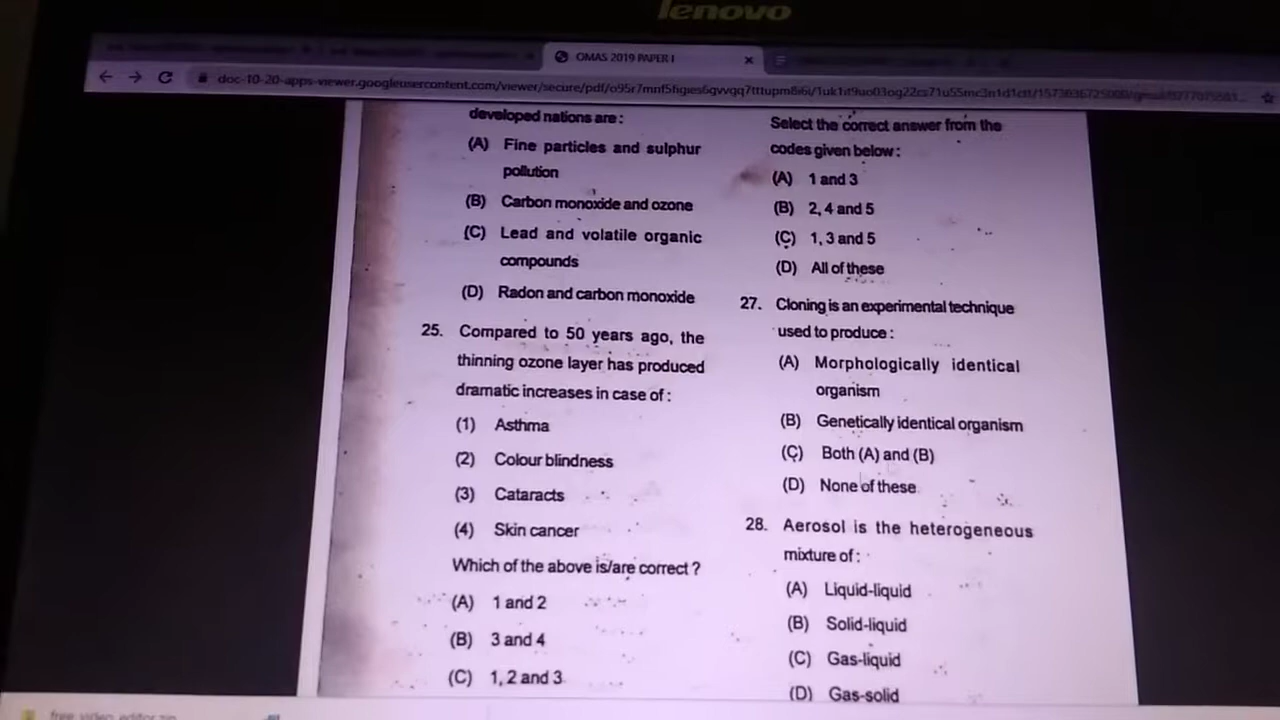 lenovo
OMAS 2019 PAPER I
developed nations are :
(A) Fine particles and sulphur
pollution
(B) Carbon monoxide and ozone
(C) Lead and volatile organic
compounds
(D) Radon and carbon monoxide
25. Compared to 50 years ago, the
thinning ozone layer has produced
dramatic increases in case of :
(1) Asthma
(2) Colour blindness
(3) Cataracts
(4) Skin cancer
Which of the above is/are correct ?
(A) 1 and 2
(B) 3 and 4
(C) 1, 2 and 3
Select the correct answer from the
codes given below :
(A) 1 and 3
(B) 2, 4 and 5
(C) 1, 3 and 5
(D) All of these
27. Cloning is an experimental technique
used to produce :
(A) Morphologically identical
organism
(B) Genetically identical organism
(C) Both (A) and (B)
(D) None of these
28. Aerosol is the heterogeneous
mixture of :
(A) Liquid-liquid
(B) Solid-liquid
(C) Gas-liquid
(D) Gas-solid
free video editor.zip